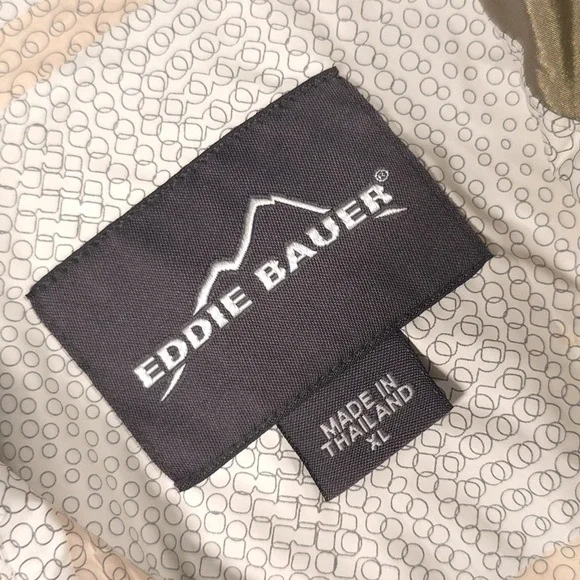 EDDIE BAUER®
MADE IN
THAILAND
XL